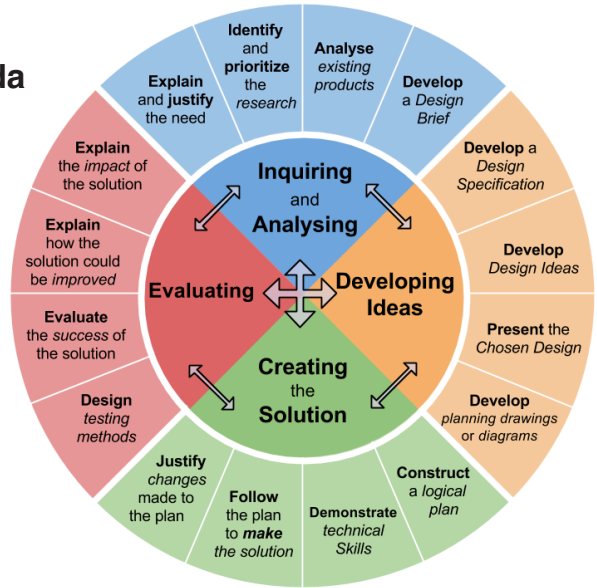 da
Explain
and justify
the need
Identify
and
prioritize
the
research
Analyse
existing
products
Develop
a Design
Brief
Develop a
Design
Specification
Develop
Design Ideas
Present the
Chosen Design
Develop
planning drawings
or diagrams
Construct
a logical
plan
Demonstrate
technical
Skills
Follow
the plan
to make
the solution
Justify
changes
made to
the plan
Design
testing
methods
Evaluate
the success of
the solution
Explain
how the
solution could
be improved
Explain
the impact of
the solution
Inquiring
and
Analysing
Developing
Ideas
Creating
the
Solution
Evaluating